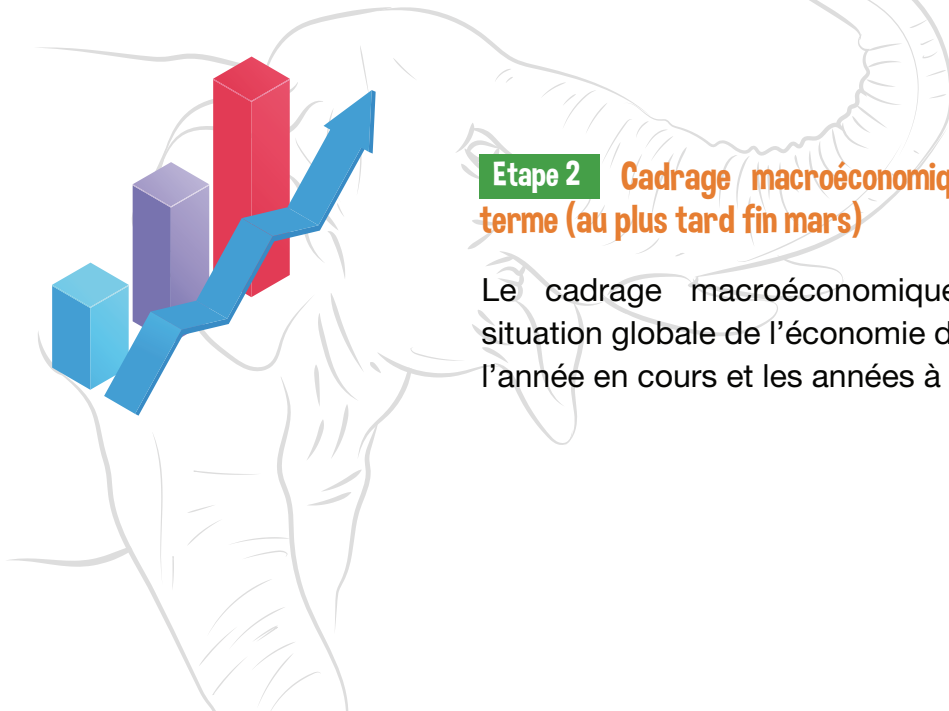 Etape 2 Cadrage macroéconomiq
terme (au plus tard fin mars)
Le cadrage macroéconomique
situation globale de l’économie d
l’année en cours et les années à